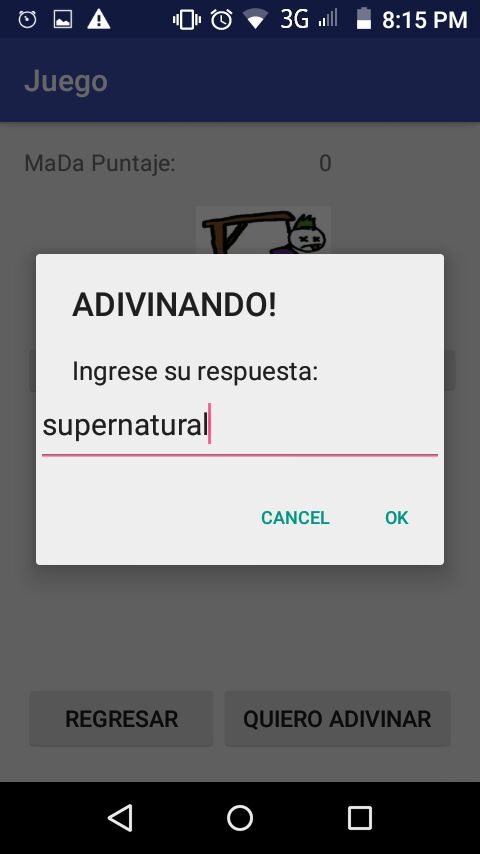 3G 8:15 PM
Juego
MaDa Puntaje: 0
ADIVINANDO!
Ingrese su respuesta:
supernatural
CANCEL OK
REGRESAR QUIERO ADIVINAR